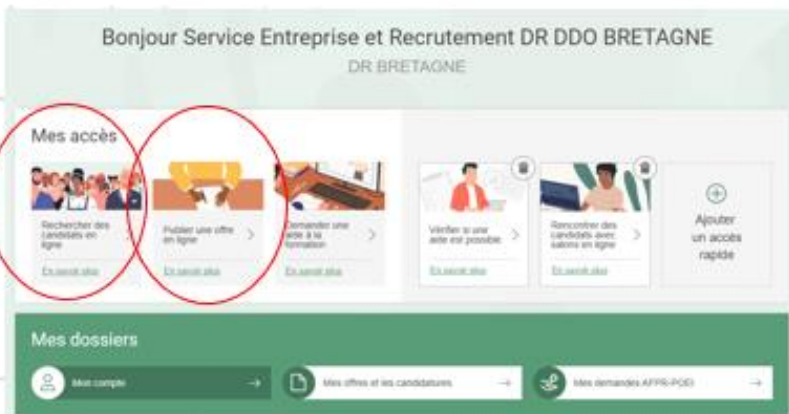 Bonjour Service Entreprise et Recrutement DR DDO BRETAGNE
DR BRETAGNE
Mes accès
Rechercher des
candidats en
ligne
En savoir plus
Publier une offre
en ligne
En savoir plus
Demander une
aide à la
formation
En savoir plus
Vérifier si une
aide est possible
En savoir plus
Rencontrer des
candidats avec
salons en ligne
En savoir plus
Ajouter
un accès
rapide
Mes dossiers
Mon compte
Mes offres et les candidatures
Mes demandes AFPR-POEI